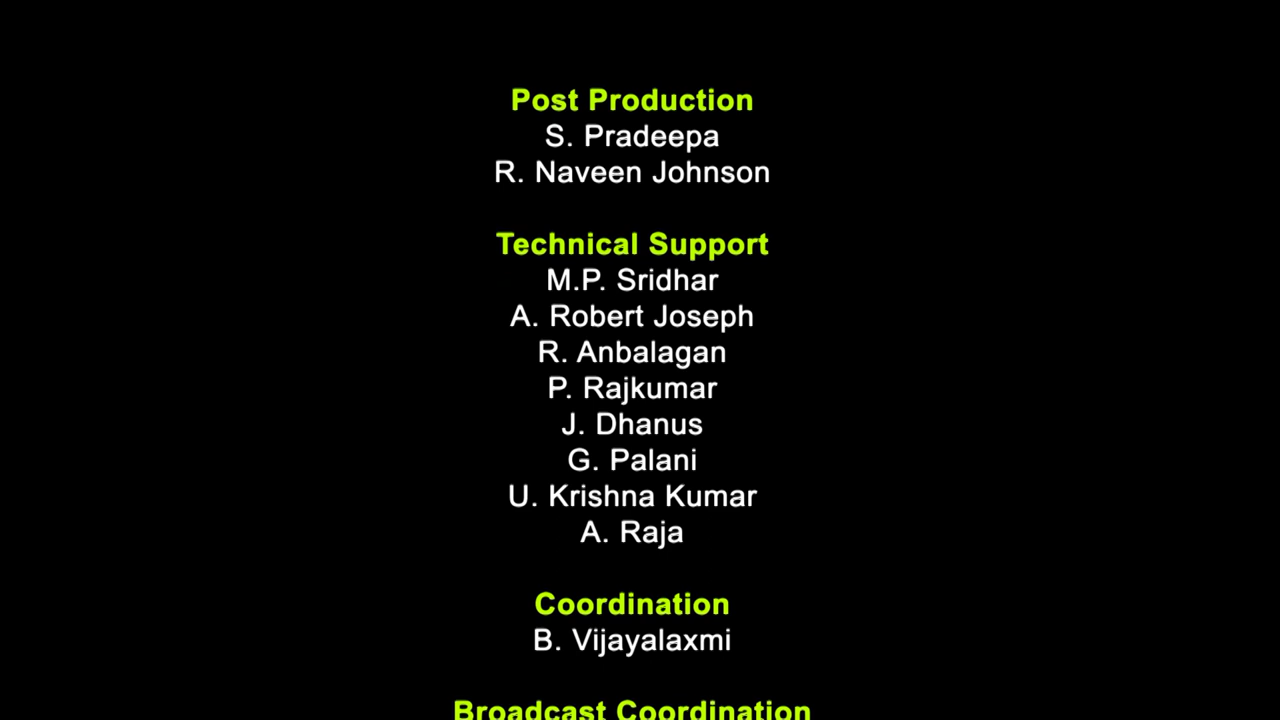 Post Production
S. Pradeepa
R. Naveen Johnson
Technical Support
M.P. Sridhar
A. Robert Joseph
R. Anbalagan
P. Rajkumar
J. Dhanus
G. Palani
U. Krishna Kumar
A. Raja
Coordination
B. Vijayalaxmi
Broadcast Coordination